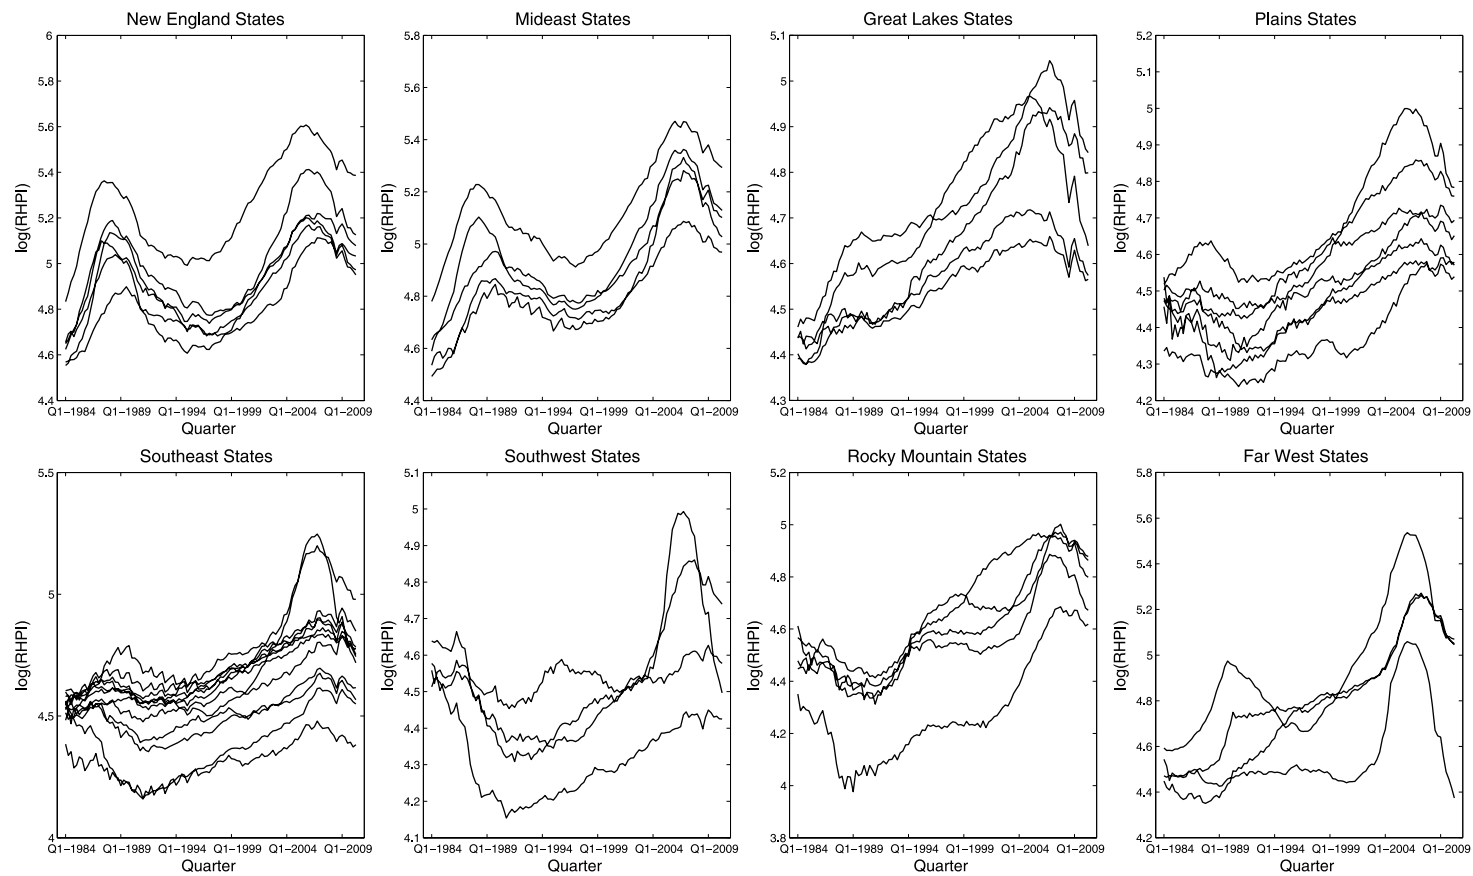 New England States
6
5.8
5.6
5.4
5.2
5
4.8
4.6
4.4
log(RHPI)
Q1−1984 Q1−1989 Q1−1994 Q1−1999 Q1−2004 Q1−2009
Quarter
Mideast States
5.8
5.6
5.4
5.2
5
4.8
4.6
4.4
log(RHPI)
Q1−1984 Q1−1989 Q1−1994 Q1−1999 Q1−2004 Q1−2009
Quarter
Great Lakes States
5.1
5
4.9
4.8
4.7
4.6
4.5
4.4
4.3
log(RHPI)
Q1−1984 Q1−1989 Q1−1994 Q1−1999 Q1−2004 Q1−2009
Quarter
Plains States
5.2
5.1
5
4.9
4.8
4.7
4.6
4.5
4.4
4.3
4.2
log(RHPI)
Q1−1984 Q1−1989 Q1−1994 Q1−1999 Q1−2004 Q1−2009
Quarter
Southeast States
5.5
5
4.5
4
log(RHPI)
Q1−1984 Q1−1989 Q1−1994 Q1−1999 Q1−2004 Q1−2009
Quarter
Southwest States
5.1
5
4.9
4.8
4.7
4.6
4.5
4.4
4.3
4.2
4.1
log(RHPI)
Q1−1984 Q1−1989 Q1−1994 Q1−1999 Q1−2004 Q1−2009
Quarter
Rocky Mountain States
5.2
5
4.8
4.6
4.4
4.2
4
3.8
log(RHPI)
Q1−1984 Q1−1989 Q1−1994 Q1−1999 Q1−2004 Q1−2009
Quarter
Far West States
5.8
5.6
5.4
5.2
5
4.8
4.6
4.4
4.2
log(RHPI)
Q1−1984 Q1−1989 Q1−1994 Q1−1999 Q1−2004 Q1−2009
Quarter